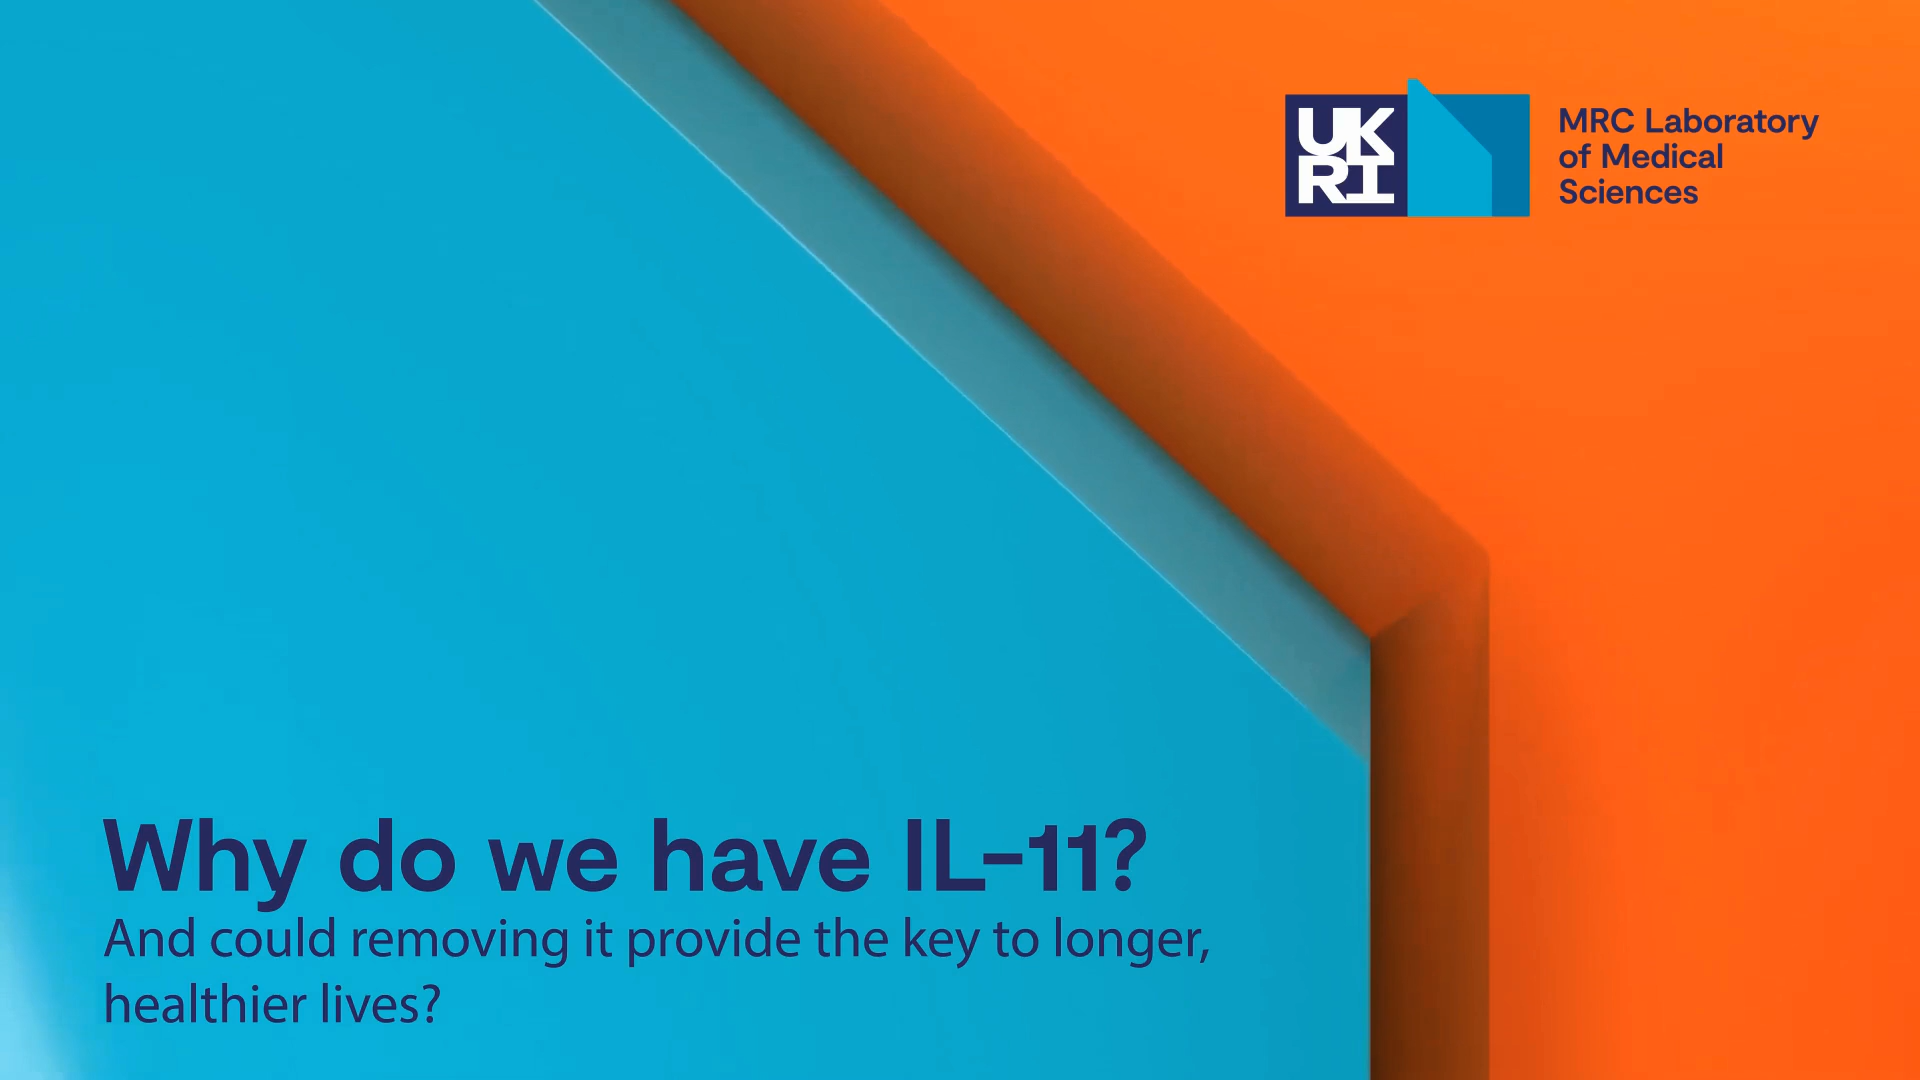 UK
RI
MRC Laboratory
of Medical
Sciences
Why do we have IL-11?
And could removing it provide the key to longer,
healthier lives?